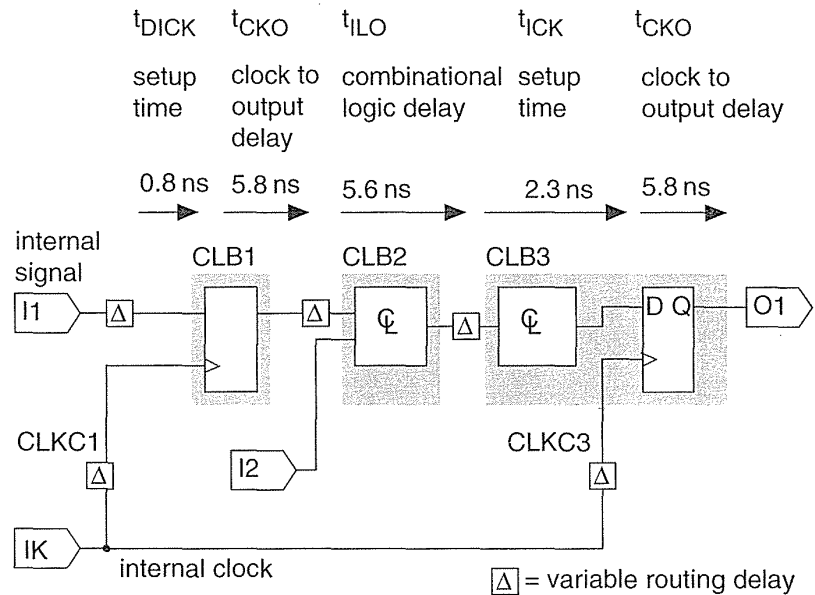 tDICK tCKO tILO tICK tCKO
setup time
clock to output delay
combinational logic delay
setup time
clock to output delay
0.8 ns 5.8 ns 5.6 ns 2.3 ns 5.8 ns
internal signal
CLB1 CLB2 CLB3
I1 Δ Δ CL Δ CL D Q O1
CLKC1 Δ
I2
CLKC3 Δ
IK
internal clock
Δ = variable routing delay